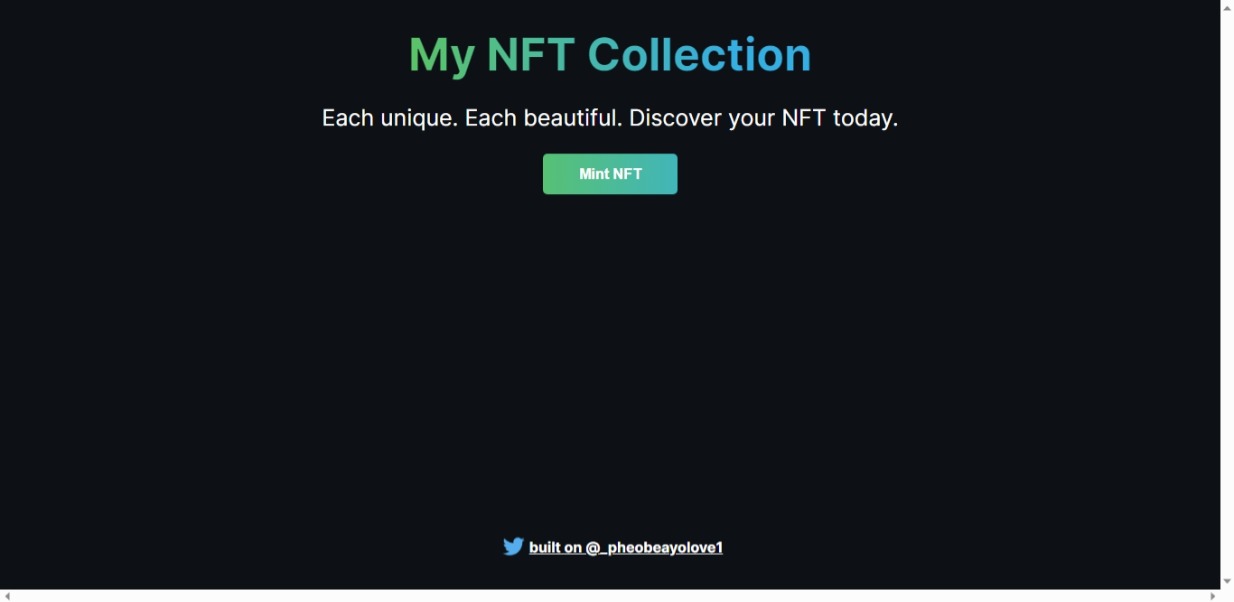 My NFT Collection
Each unique. Each beautiful. Discover your NFT today.
Mint NFT
built on @_pheobeayolove1